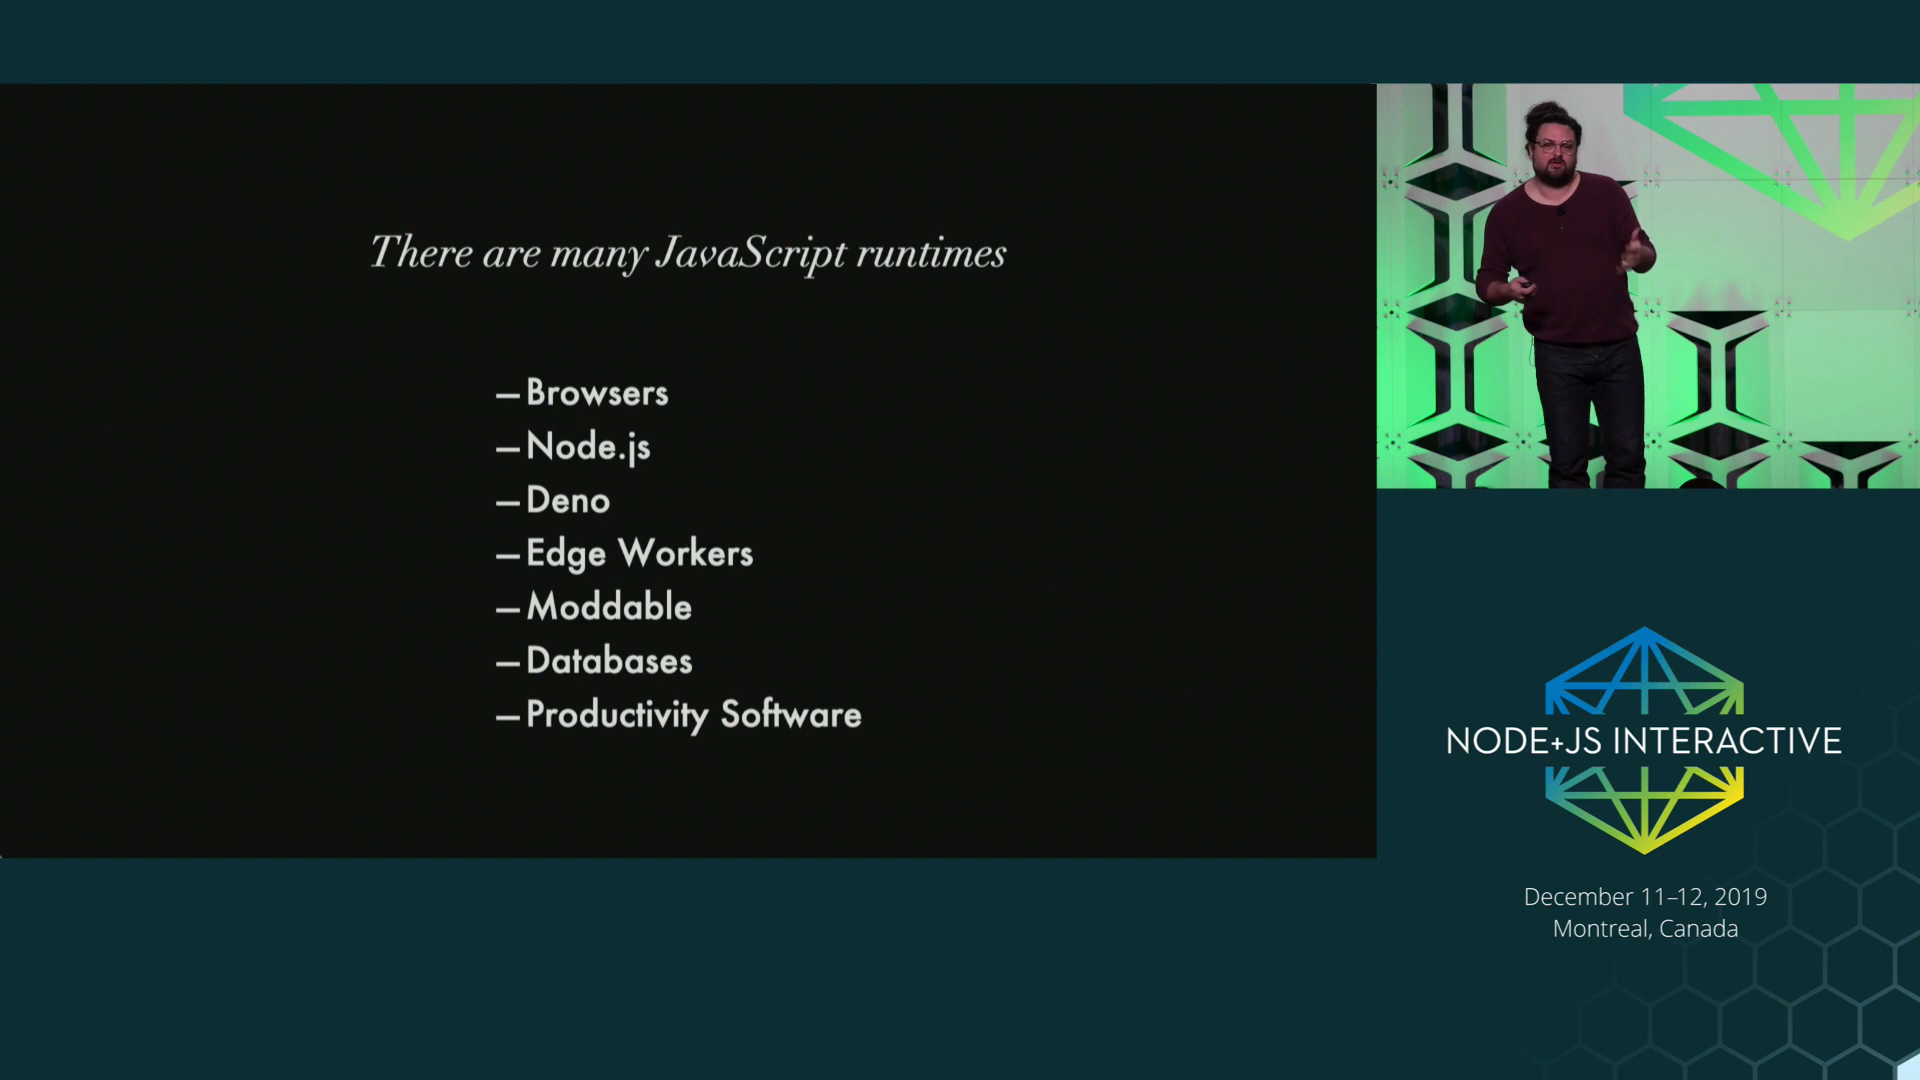 There are many JavaScript runtimes
—Browsers
—Node.js
—Deno
—Edge Workers
—Moddable
—Databases
—Productivity Software
NODE+JS INTERACTIVE
December 11–12, 2019
Montreal, Canada